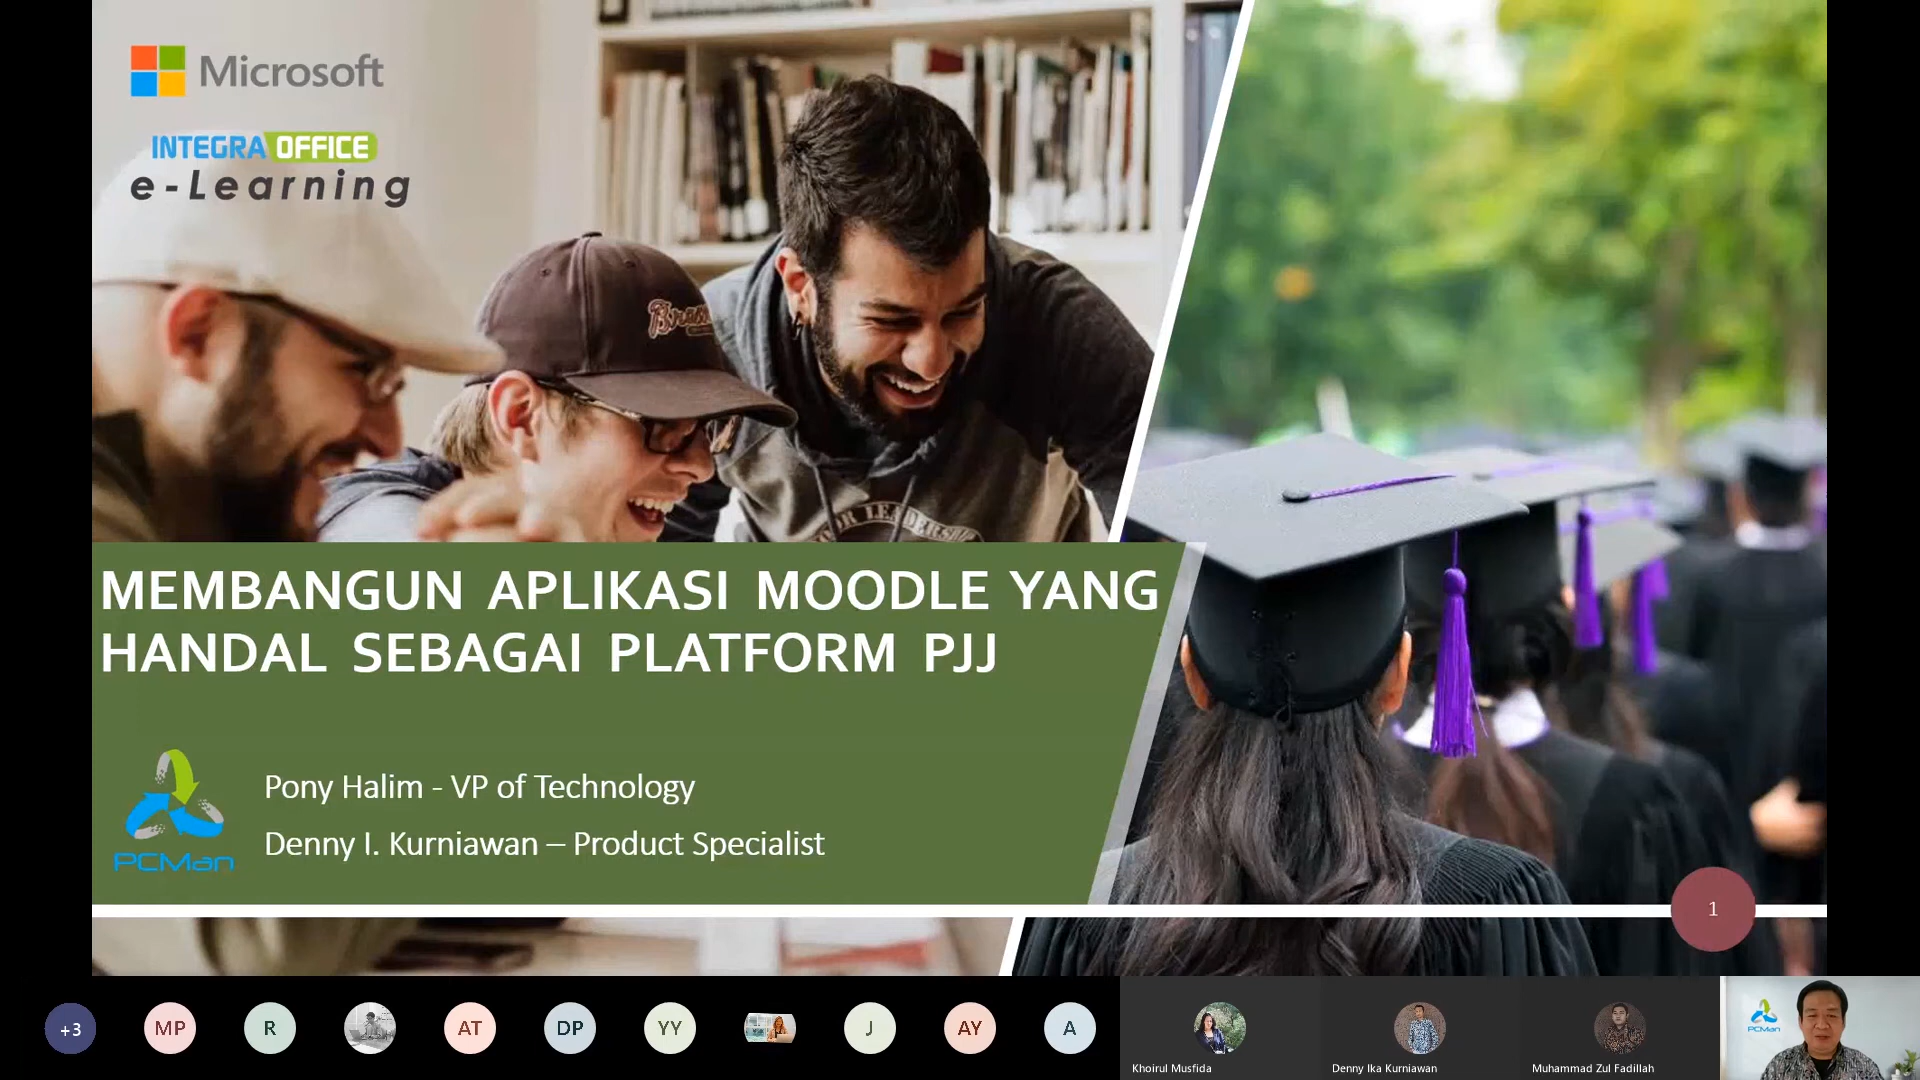 Microsoft
INTEGRA OFFICE
e-Learning
MEMBANGUN APLIKASI MOODLE YANG
HANDAL SEBAGAI PLATFORM PJJ
PCMan
Pony Halim - VP of Technology
Denny I. Kurniawan – Product Specialist
1
+3
MP
R
AT
DP
YY
J
AY
A
Khoirul Musfida
Denny Ika Kurniawan
Muhammad Zul Fadillah
PCMan